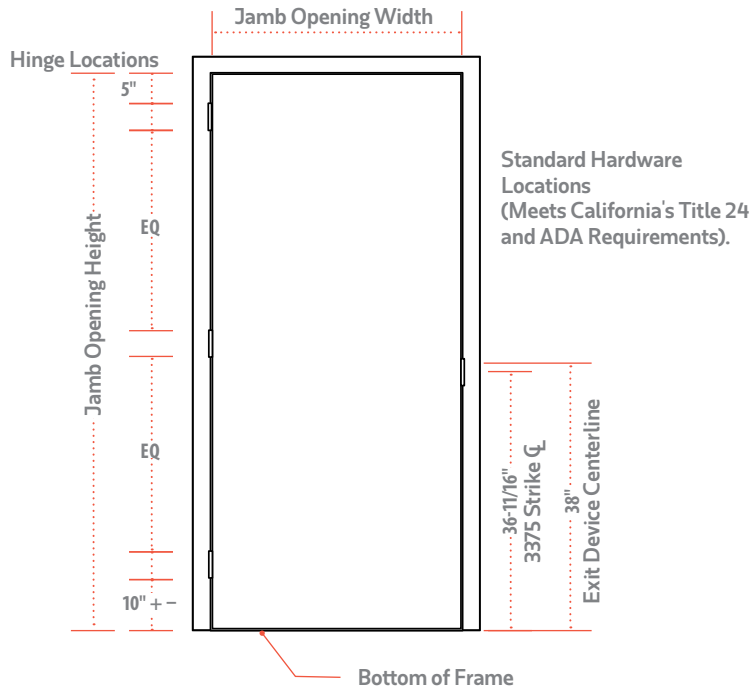 Jamb Opening Width
Hinge Locations
5"
EQ
Jamb Opening Height
EQ
10" + −
Standard Hardware
Locations
(Meets California's Title 24
and ADA Requirements).
36-11/16"
3375 Strike ℄
38"
Exit Device Centerline
Bottom of Frame